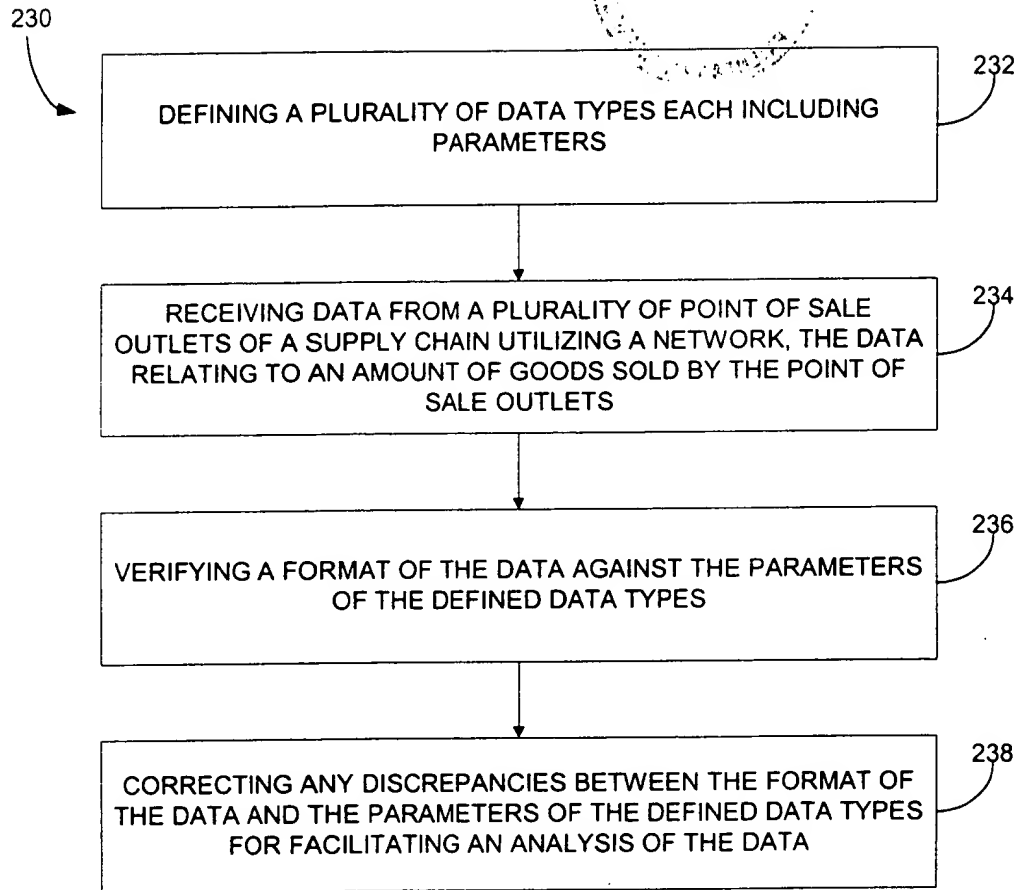 230
232
DEFINING A PLURALITY OF DATA TYPES EACH INCLUDING
PARAMETERS
234
RECEIVING DATA FROM A PLURALITY OF POINT OF SALE
OUTLETS OF A SUPPLY CHAIN UTILIZING A NETWORK, THE DATA
RELATING TO AN AMOUNT OF GOODS SOLD BY THE POINT OF
SALE OUTLETS
236
VERIFYING A FORMAT OF THE DATA AGAINST THE PARAMETERS
OF THE DEFINED DATA TYPES
238
CORRECTING ANY DISCREPANCIES BETWEEN THE FORMAT OF
THE DATA AND THE PARAMETERS OF THE DEFINED DATA TYPES
FOR FACILITATING AN ANALYSIS OF THE DATA